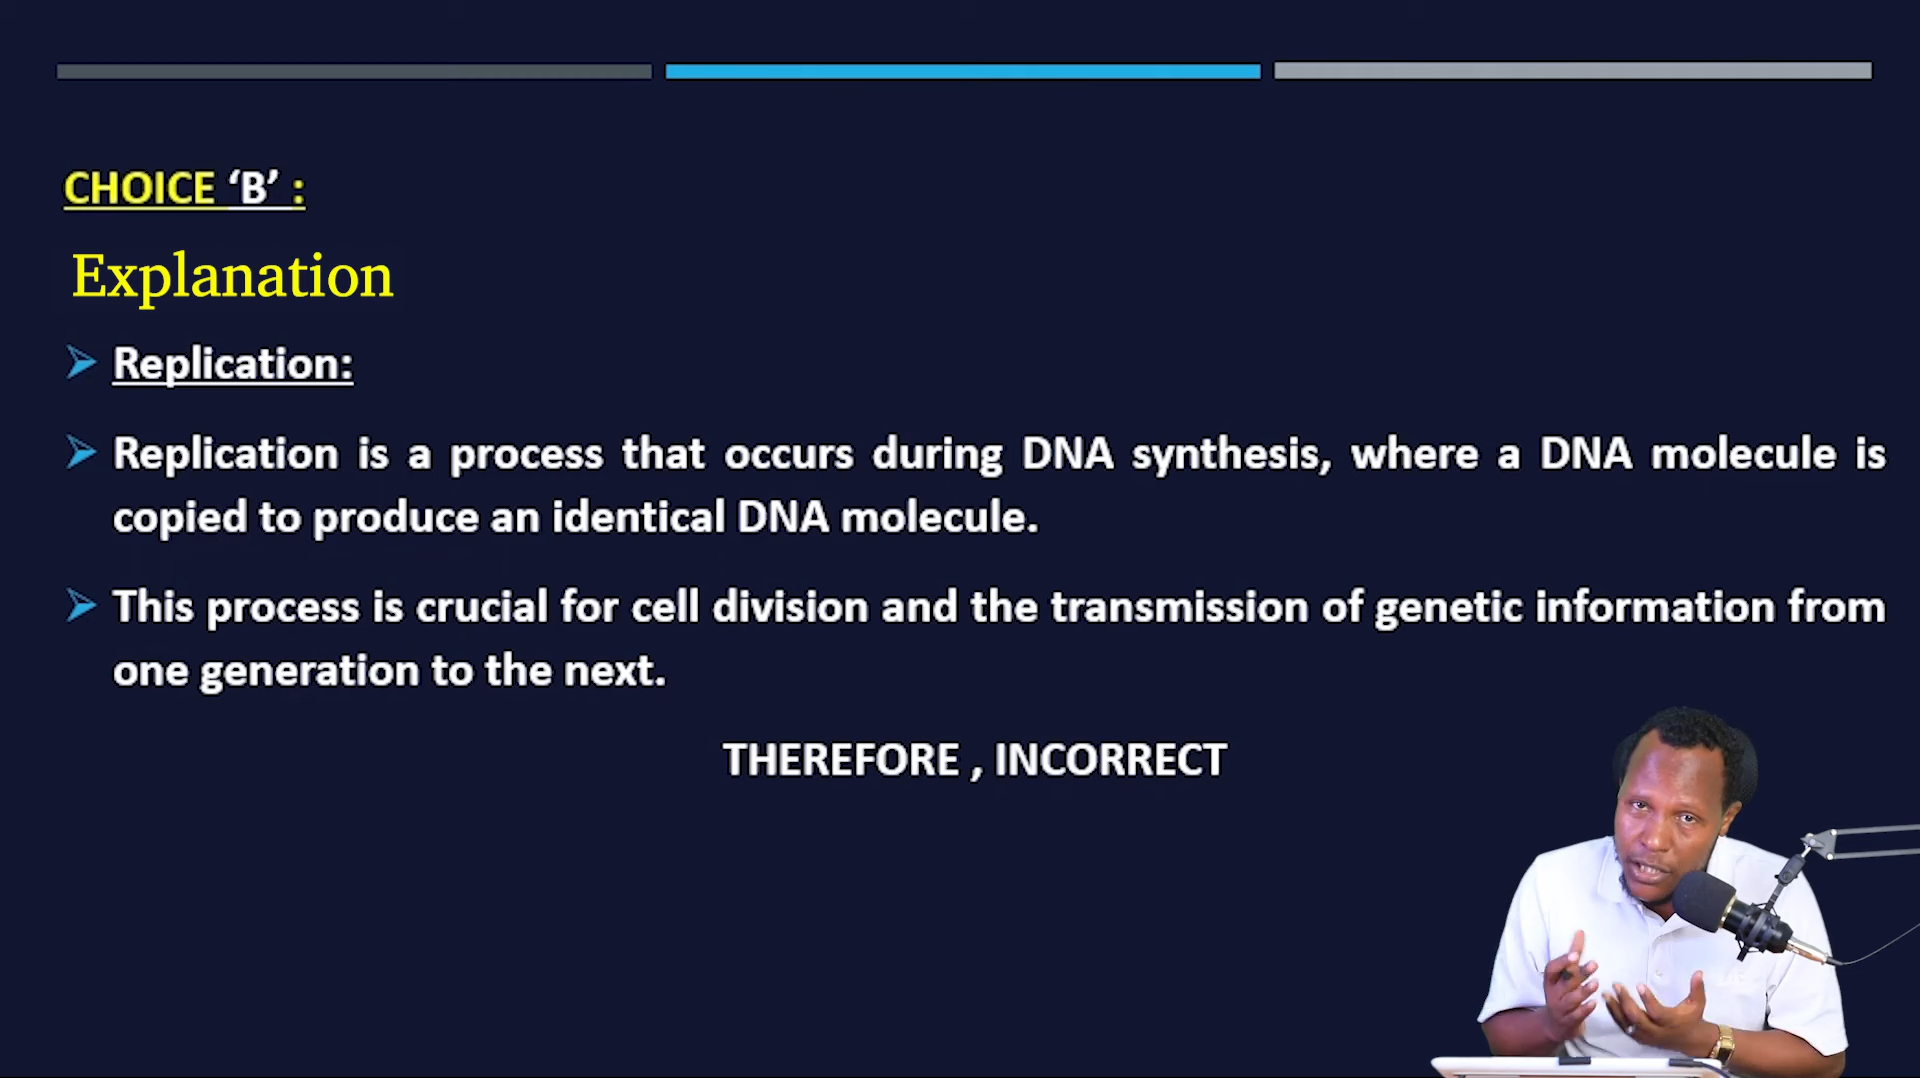 CHOICE ‘B’ :
Explanation
Replication:
Replication is a process that occurs during DNA synthesis, where a DNA molecule is
copied to produce an identical DNA molecule.
This process is crucial for cell division and the transmission of genetic information from
one generation to the next.
THEREFORE , INCORRECT